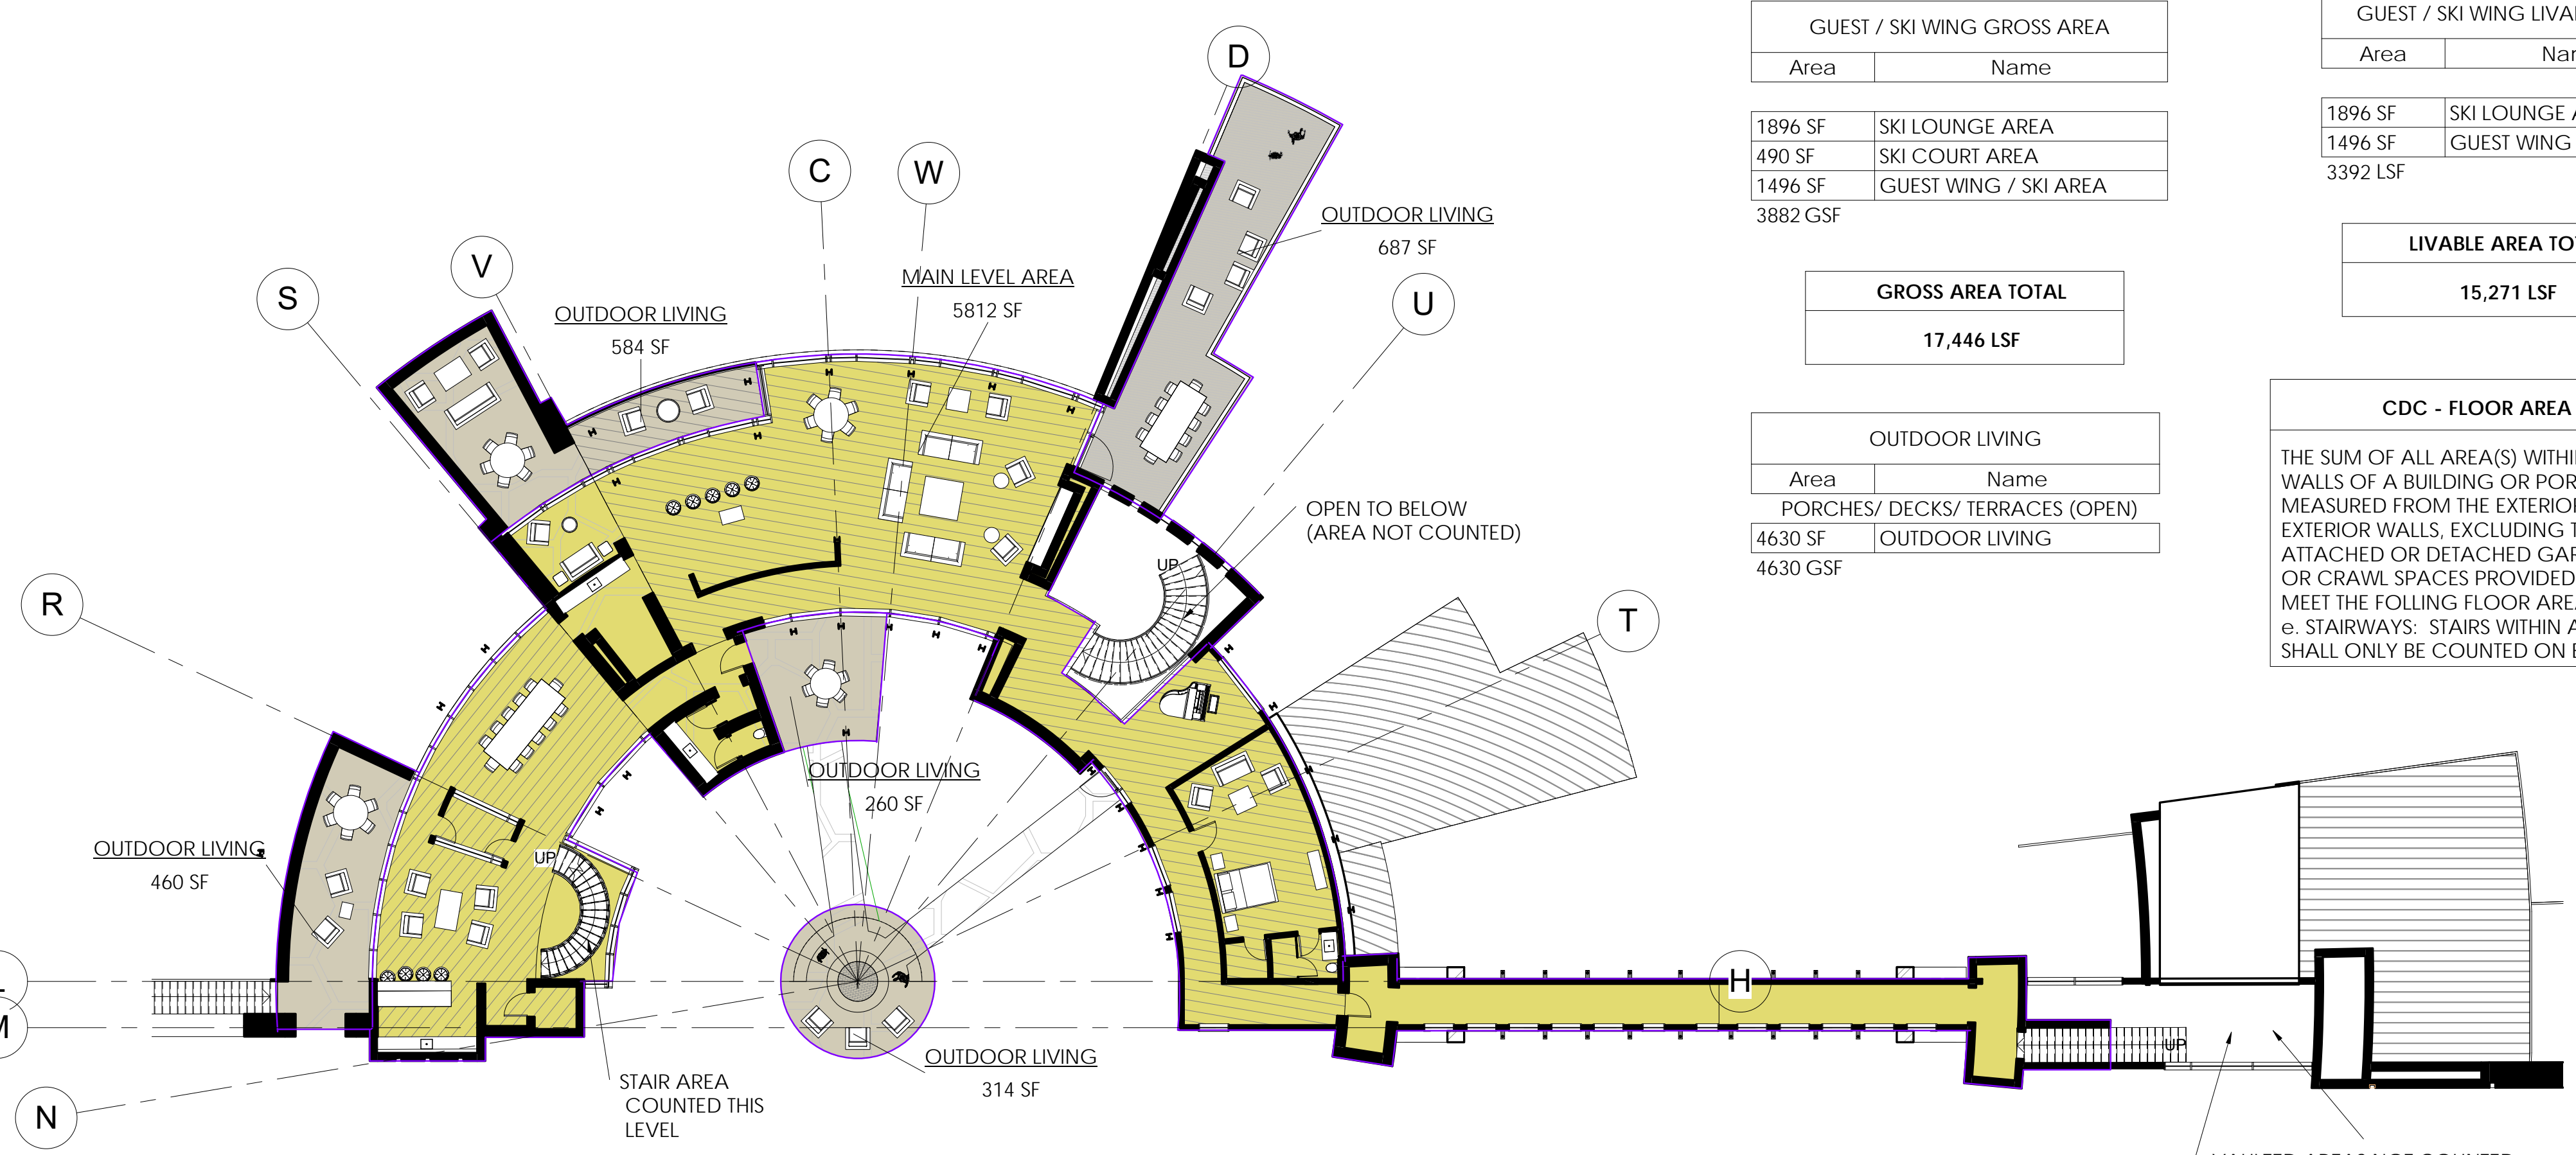 D
C
W
V
S
U
R
T
H
M
N
OUTDOOR LIVING
687 SF
MAIN LEVEL AREA
5812 SF
OUTDOOR LIVING
584 SF
OPEN TO BELOW
(AREA NOT COUNTED)
UP
OUTDOOR LIVING
260 SF
OUTDOOR LIVING
460 SF
UP
OUTDOOR LIVING
314 SF
STAIR AREA
COUNTED THIS
LEVEL
UP
GUEST / SKI WING GROSS AREA
Area Name
1896 SF SKI LOUNGE AREA
490 SF SKI COURT AREA
1496 SF GUEST WING / SKI AREA
3882 GSF
GROSS AREA TOTAL
17,446 LSF
OUTDOOR LIVING
Area Name
PORCHES/ DECKS/ TERRACES (OPEN)
4630 SF OUTDOOR LIVING
4630 GSF
GUEST / SKI WING
Area
1896 SF SKI LOUNGE
1496 SF GUEST WING
3392 LSF
LIVABLE AREA
15,271 LSF
CDC - FLOOR AREA
THE SUM OF ALL AREA(S)
WALLS OF A BUILDING OR
MEASURED FROM THE
EXTERIOR WALLS, EXCLUDING
ATTACHED OR DETACHED
OR CRAWL SPACES PROVIDED
MEET THE FOLLING FLOOR
e. STAIRWAYS: STAIRS WITHIN
SHALL ONLY BE COUNTED ON